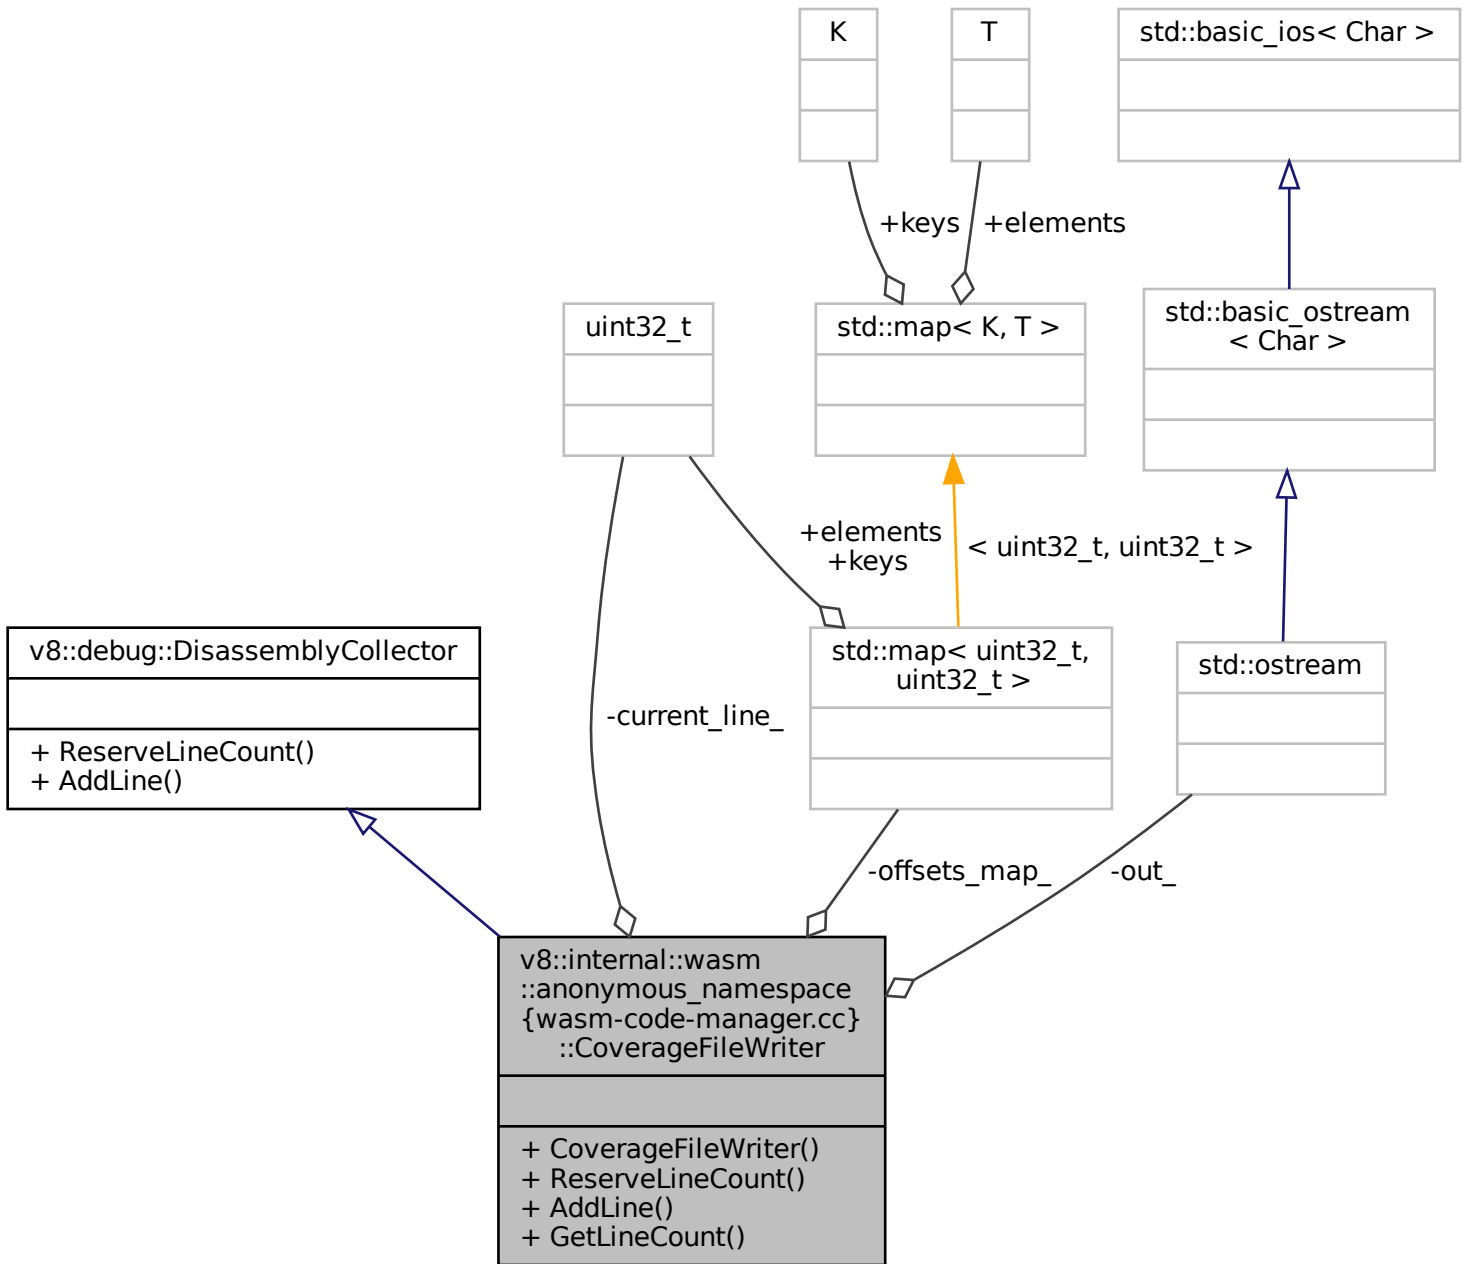 K
T
std::basic_ios< Char >
+keys
+elements
uint32_t
std::map< K, T >
std::basic_ostream
< Char >
+elements
+keys
< uint32_t, uint32_t >
v8::debug::DisassemblyCollector
+ ReserveLineCount()
+ AddLine()
-current_line_
std::map< uint32_t,
uint32_t >
std::ostream
-offsets_map_
-out_
v8::internal::wasm
::anonymous_namespace
{wasm-code-manager.cc}
::CoverageFileWriter
+ CoverageFileWriter()
+ ReserveLineCount()
+ AddLine()
+ GetLineCount()